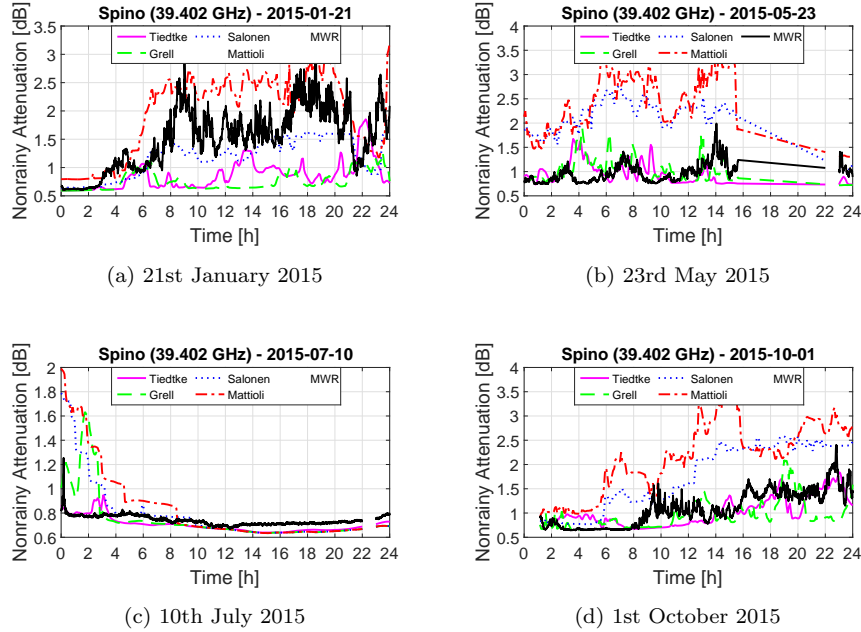 Spino (39.402 GHz) - 2015-01-21
Nonrainy Attenuation [dB]
3.5
3
2.5
2
1.5
1
0.5
Tiedtke Salonen MWR
Grell Mattioli
0 2 4 6 8 10 12 14 16 18 20 22 24
Time [h]
(a) 21st January 2015
Spino (39.402 GHz) - 2015-05-23
Nonrainy Attenuation [dB]
4
3.5
3
2.5
2
1.5
1
0.5
Tiedtke Salonen MWR
Grell Mattioli
0 2 4 6 8 10 12 14 16 18 20 22 24
Time [h]
(b) 23rd May 2015
Spino (39.402 GHz) - 2015-07-10
Nonrainy Attenuation [dB]
2
1.8
1.6
1.4
1.2
1
0.8
0.6
Tiedtke Salonen MWR
Grell Mattioli
0 2 4 6 8 10 12 14 16 18 20 22 24
Time [h]
(c) 10th July 2015
Spino (39.402 GHz) - 2015-10-01
Nonrainy Attenuation [dB]
4
3.5
3
2.5
2
1.5
1
0.5
Tiedtke Salonen MWR
Grell Mattioli
0 2 4 6 8 10 12 14 16 18 20 22 24
Time [h]
(d) 1st October 2015